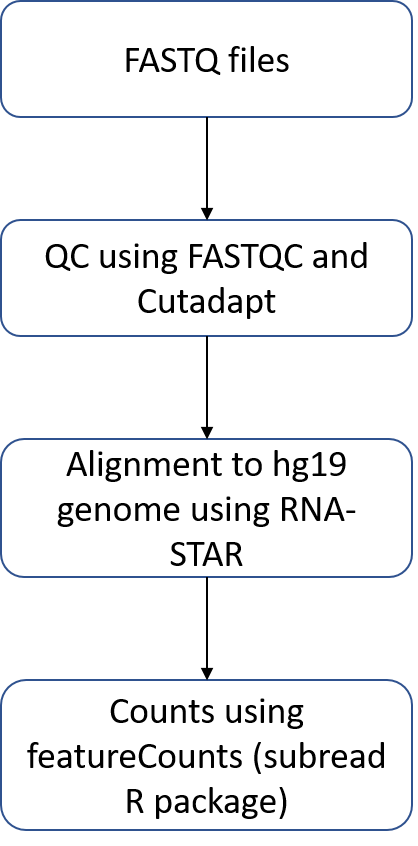 FASTQ files
QC using FASTQC and
Cutadapt
Alignment to hg19
genome using RNA-
STAR
Counts using
featureCounts (subread
R package)